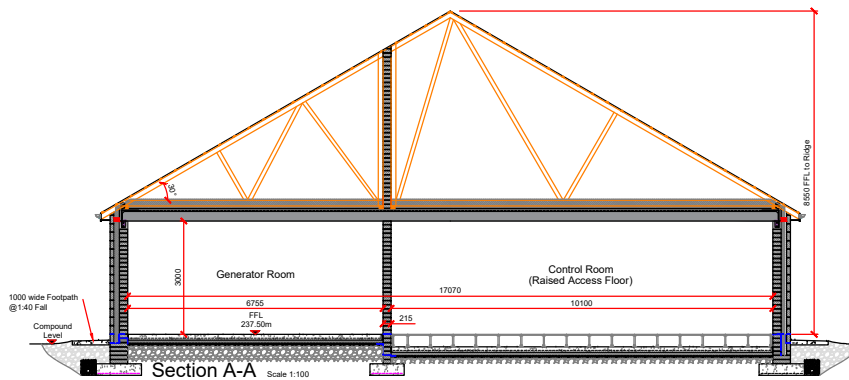 8550 FFL to Ridge
30°
3000
Generator Room
Control Room
(Raised Access Floor)
17070
6755
10100
FFL
237.50m
215
1000 wide Footpath
@1:40 Fall
Compound
Level
Section A-A Scale 1:100